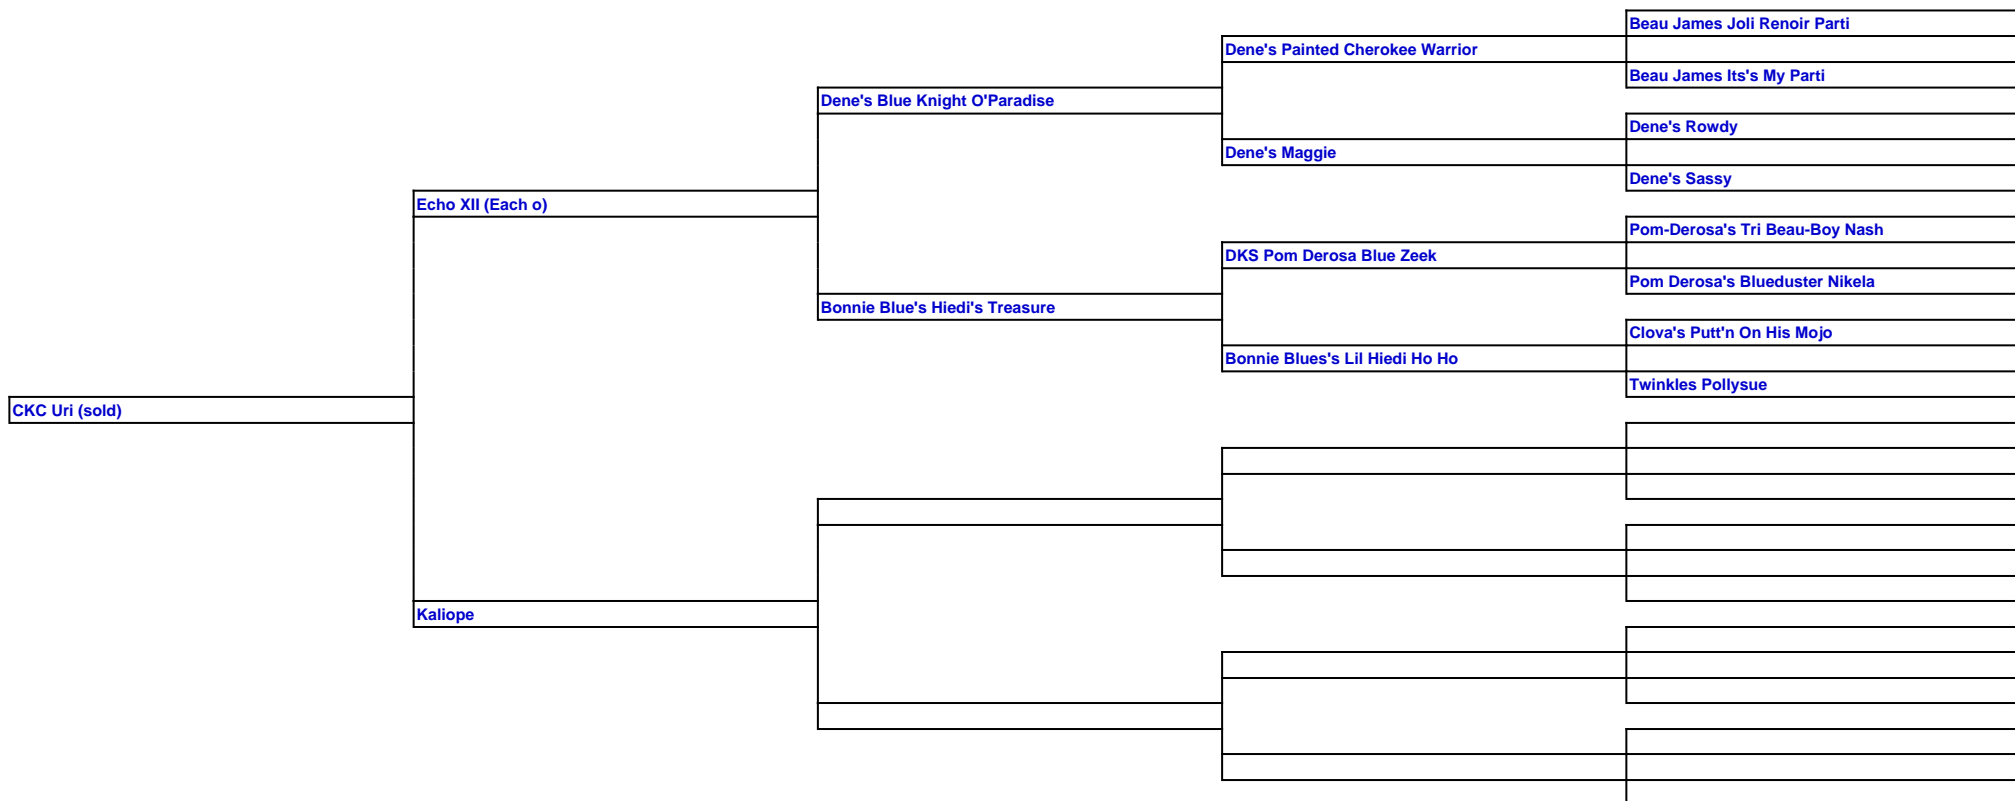 Beau James Joli Renoir Parti
Dene's Painted Cherokee Warrior
Beau James Its's My Parti
Dene's Blue Knight O'Paradise
Dene's Rowdy
Dene's Maggie
Dene's Sassy
Echo XII (Each o)
Pom-Derosa's Tri Beau-Boy Nash
DKS Pom Derosa Blue Zeek
Pom Derosa's Blueduster Nikela
Bonnie Blue's Hiedi's Treasure
Clova's Putt'n On His Mojo
Bonnie Blues's Lil Hiedi Ho Ho
Twinkles Pollysue
CKC Uri (sold)
Kaliope